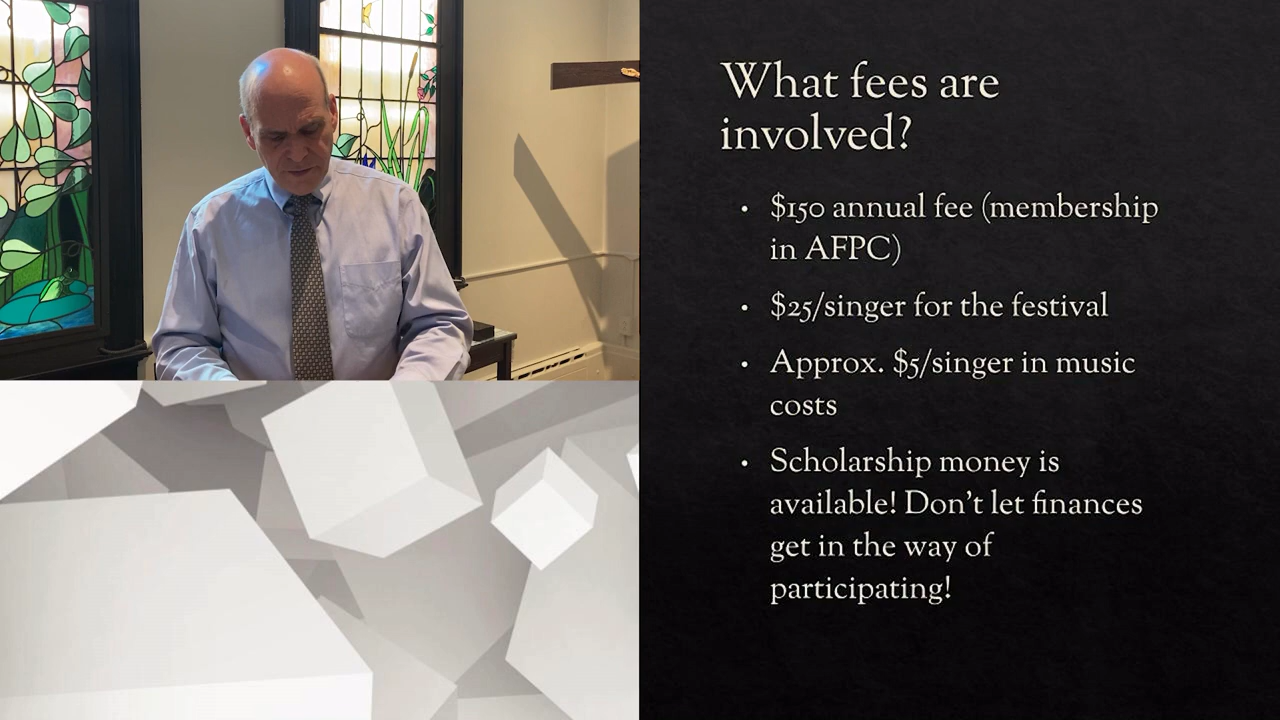 What fees are
involved?
• $150 annual fee (membership
in AFPC)
• $25/singer for the festival
• Approx. $5/singer in music
costs
• Scholarship money is
available! Don’t let finances
get in the way of
participating!